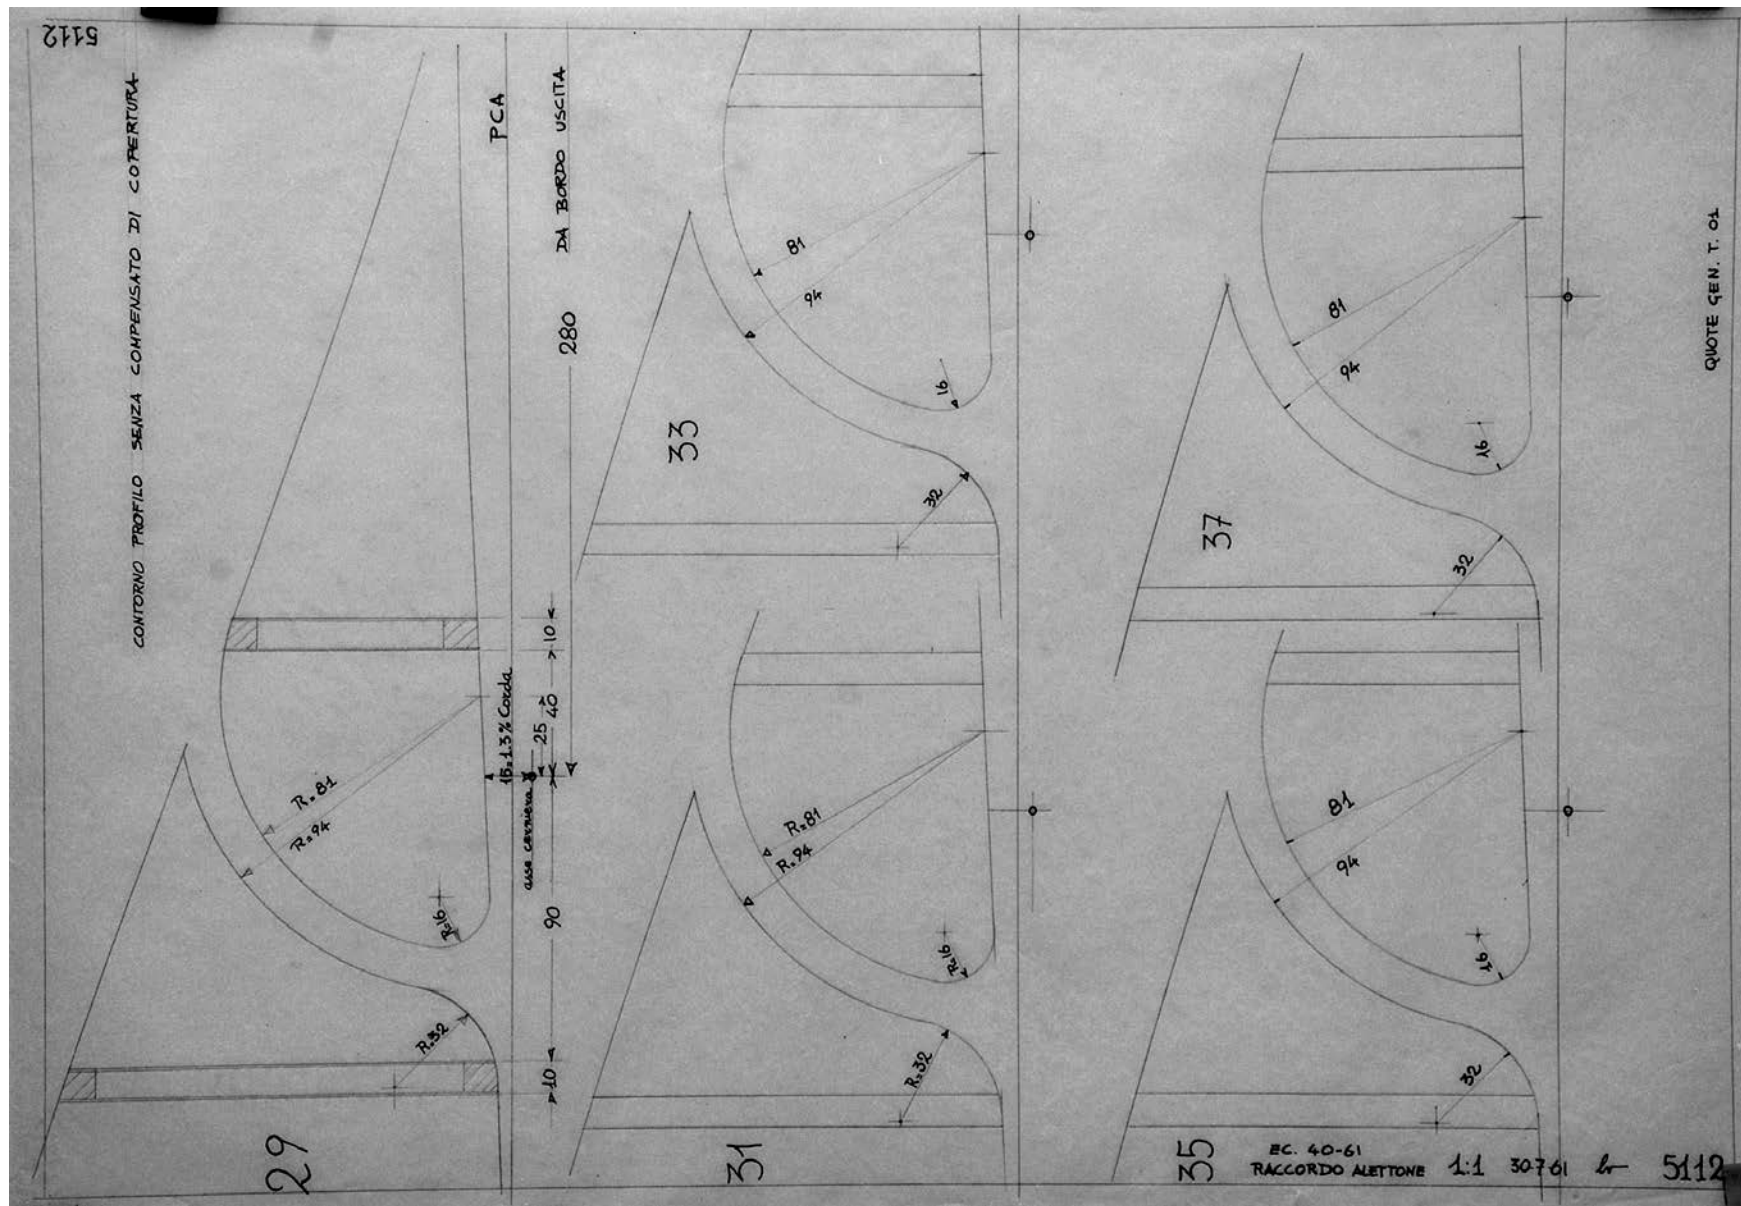 5112
CONTORNO PROFILO SENZA COMPENSATO DI COPERTURA
PCA
DA BORDO USCITA
280
10
40
25
15=1.3% Corda
asse cerniera
90
10
R=81
R=94
R=16
R=32
29
81
94
16
32
33
R=81
R=94
R=16
R=32
31
81
94
16
32
37
81
94
16
32
35
QUOTE GEN. T. 01
EC. 40-61
RACCORDO ALETTONE 1:1 30761 5112